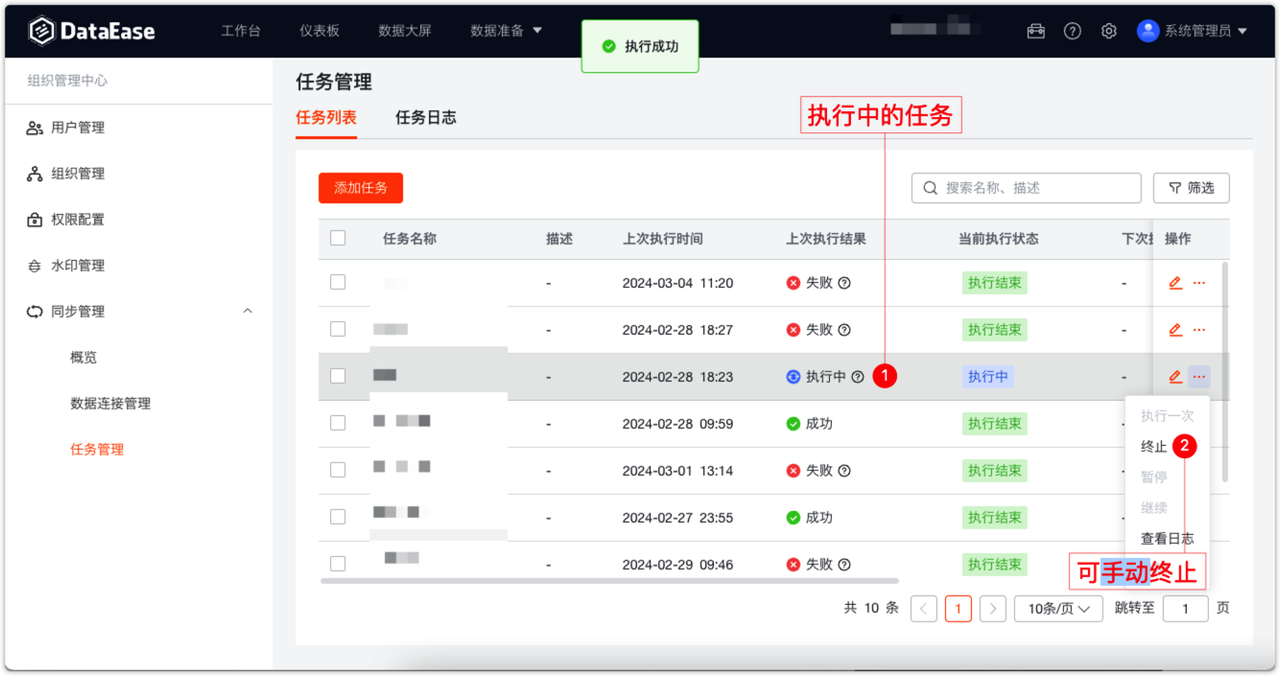 DataEase 工作台 仪表板 数据大屏 数据准备 执行成功 系统管理员
组织管理中心
用户管理
组织管理
权限配置
水印管理
同步管理
概览
数据连接管理
任务管理
任务管理
任务列表 任务日志
执行中的任务
添加任务 搜索名称、描述 筛选
任务名称 描述 上次执行时间 上次执行结果 当前执行状态 下次 操作
- 2024-03-04 11:20 失败 执行结束 -
- 2024-02-28 18:27 失败 执行结束 -
- 2024-02-28 18:23 执行中 1 执行中 -
- 2024-02-28 09:59 成功 执行结束 -
- 2024-03-01 13:14 失败 执行结束 -
- 2024-02-27 23:55 成功 执行结束 -
- 2024-02-29 09:46 失败 执行结束
执行一次
终止 2
暂停
继续
查看日志
可手动终止
共 10 条 1 10条/页 跳转至 1 页